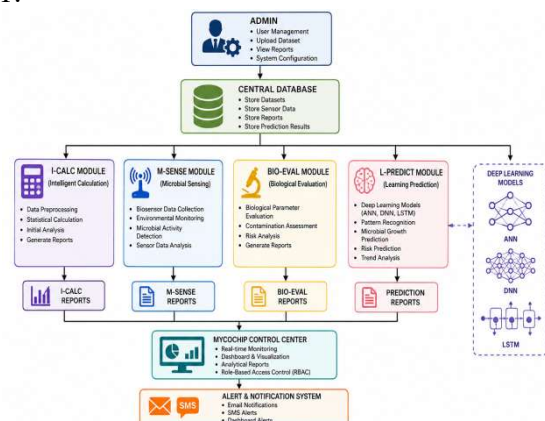 1.
ADMIN
• User Management
• Upload Dataset
• View Reports
• System Configuration
CENTRAL DATABASE
• Store Datasets
• Store Sensor Data
• Store Reports
• Store Prediction Results
I-CALC MODULE
(Intelligent Calculation)
• Data Preprocessing
• Statistical Calculation
• Initial Analysis
• Generate Reports
M-SENSE MODULE
(Microbial Sensing)
• Biosensor Data Collection
• Environmental Monitoring
• Microbial Activity
Detection
• Sensor Data Analysis
BIO-EVAL MODULE
(Biological Evaluation)
• Biological Parameter
Evaluation
• Contamination Assessment
• Risk Analysis
• Generate Reports
L-PREDICT MODULE
(Learning Prediction)
• Deep Learning Models
(ANN, DNN, LSTM)
• Pattern Recognition
• Microbial Growth
Prediction
• Risk Prediction
• Trend Analysis
DEEP LEARNING
MODELS
ANN
DNN
LSTM
I-CALC
REPORTS
M-SENSE
REPORTS
BIO-EVAL
REPORTS
PREDICTION
REPORTS
MYCOCHIP CONTROL CENTER
• Real-time Monitoring
• Dashboard & Visualization
• Analytical Reports
• Role-Based Access Control (RBAC)
SMS
ALERT & NOTIFICATION SYSTEM
• Email Notifications
• SMS Alerts
• Dashboard Alerts